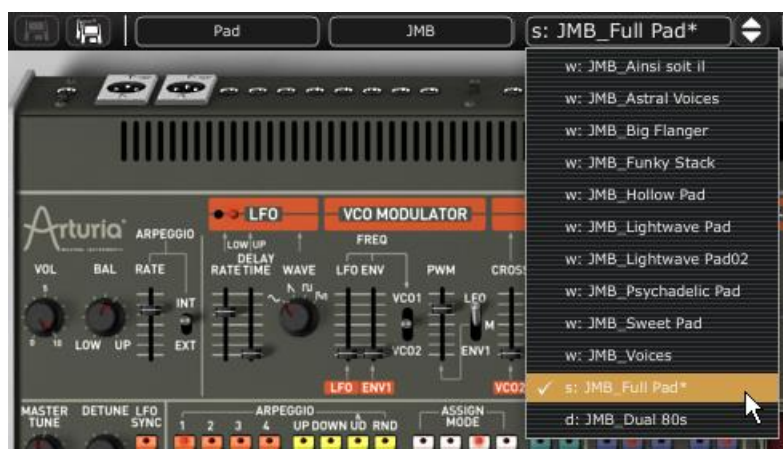 Pad
JMB
s: JMB_Full Pad*
w: JMB_Ainsi soit il
w: JMB_Astral Voices
w: JMB_Big Flanger
w: JMB_Funky Stack
w: JMB_Hollow Pad
w: JMB_Lightwave Pad
w: JMB_Lightwave Pad02
w: JMB_Psychadelic Pad
w: JMB_Sweet Pad
w: JMB_Voices
s: JMB_Full Pad*
d: JMB_Dual 80s
LFO
VCO MODULATOR
Arturia
ARPEGGIO
LOW UP
FREQ
VOL BAL RATE
DELAY
RATE TIME WAVE LFO ENV PWM CROSS
5
INT
VCO1 LFO
0 10 LOW UP EXT
M
VCO2 ENV1
LFO ENV1 VCO2
MASTER TUNE
DETUNE LFO SYNC
ARPEGGIO
1 2 3 4 UP DOWN UD RND
ASSIGN MODE